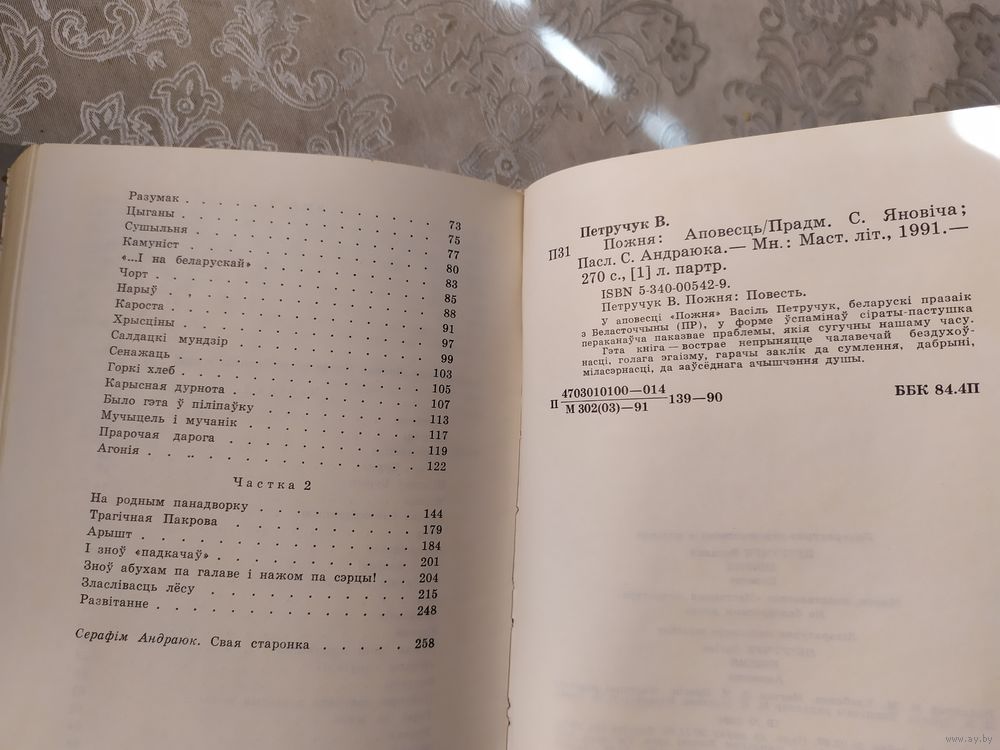 Разумак . . . . . . . . . . . . 73
Цыганы . . . . . . . . . . . . 75
Сушыльня . . . . . . . . . . . . 77
Камуніст . . . . . . . . . . . . 80
«...І на беларускай» . . . . . . . . . 83
Чорт . . . . . . . . . . . . 85
Нарыў . . . . . . . . . . . . 88
Кароста . . . . . . . . . . . . 91
Хрысціны . . . . . . . . . . . . 97
Салдацкі мундзір . . . . . . . . . . 99
Сенажаць . . . . . . . . . . . . 103
Горкі хлеб . . . . . . . . . . . . 105
Карысная дурнота . . . . . . . . . . 107
Было гэта ў піліпаўку . . . . . . . . . 113
Мучыцель і мучанік . . . . . . . . . . 117
Прарочая дарога . . . . . . . . . . 119
Агонія . . . . . . . . . . . . 122
Частка 2
На родным панадворку . . . . . . . . . 144
Трагічная Пакрова . . . . . . . . . . 179
Арышт . . . . . . . . . . . . 184
І зноў «падкачаў» . . . . . . . . . . 201
Зноў абухам па галаве і нажом па сэрцы! . . 204
Зласлівасць лёсу . . . . . . . . . . 215
Развітанне . . . . . . . . . . . . 248
Серафім Андраюк. Свая старонка . . . . . 258
Петручук В.
П31 Пожня: Аповесць/Прадм. С. Яновіча;
Пасл. С. Андраюка.— Мн.: Маст. літ., 1991.—
270 с., [1] л. партр.
ISBN 5-340-00542-9.
Петручук В. Пожня: Повесть.
У аповесці «Пожня» Васіль Петручук, беларускі празаік
з Беласточчыны (ПР), у форме ўспамінаў сіраты-пастушка
пераканаўча паказвае праблемы, якія сугучны нашаму часу.
Гэта кніга — вострае непрыняцце чалавечай бездухоў-
насці, голага эгаізму, гарачы заклік да сумлення, дабрыні,
міласэрнасці, да заўсёднага ачышчэння душы.
П 4703010100—014
М 302(03)—91 139—90
ББК 84.4П
www.ay.by